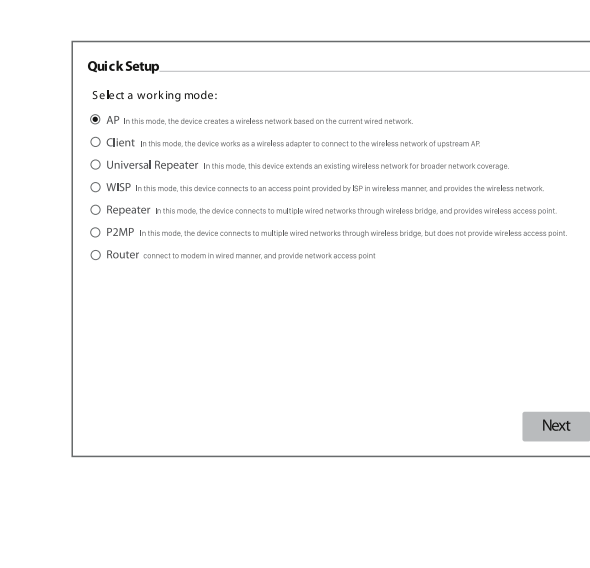 Quick Setup
Select a working mode:
AP In this mode, the device creates a wireless network based on the current wired network.
Client In this mode, the device works as a wireless adapter to connect to the wireless network of upstream AP.
Universal Repeater In this mode, this device extends an existing wireless network for broader network coverage.
WISP In this mode, this device connects to an access point provided by ISP in wireless manner, and provides the wireless network.
Repeater In this mode, the device connects to multiple wired networks through wireless bridge, and provides wireless access point.
P2MP In this mode, the device connects to multiple wired networks through wireless bridge, but does not provide wireless access point.
Router connect to modem in wired manner, and provide network access point
Next